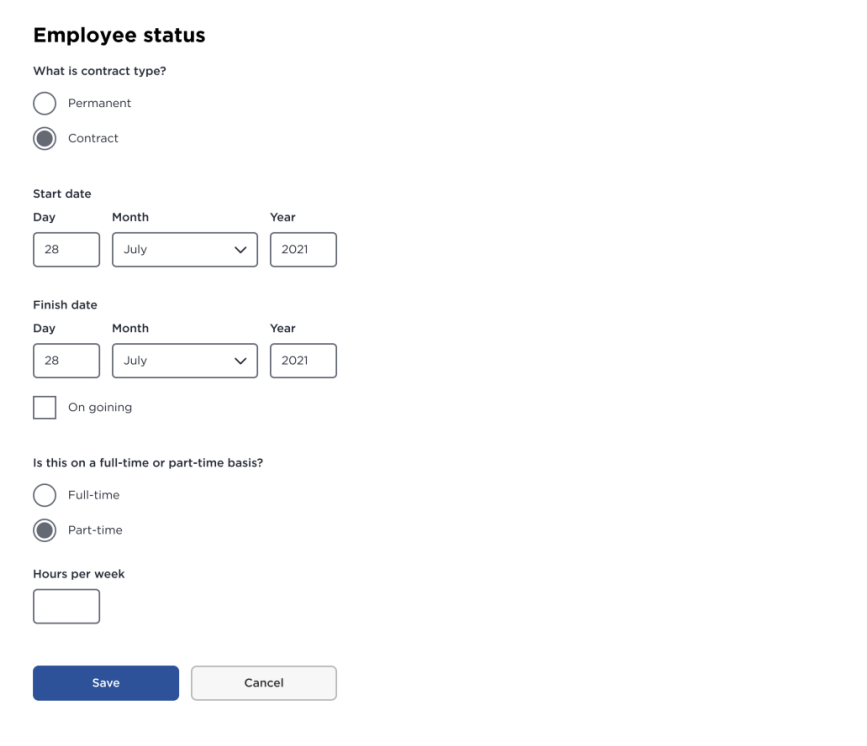 Employee status
What is contract type?
Permanent
Contract
Start date
Day Month Year
28 July 2021
Finish date
Day Month Year
28 July 2021
On goining
Is this on a full-time or part-time basis?
Full-time
Part-time
Hours per week
Save Cancel